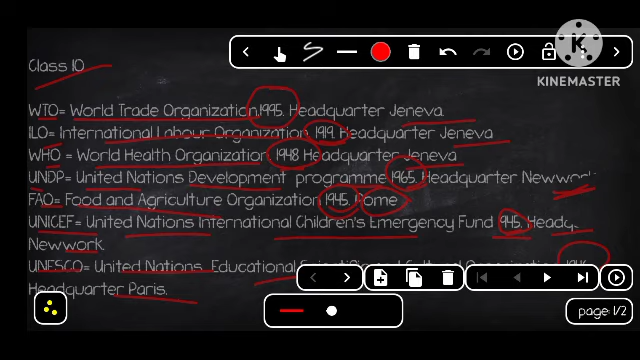 KINEMASTER
Class 10
WTO= World Trade Organization.1995. Headquarter Jeneva.
ILO= International Labour Organization. 1919. Headquarter Jeneva
WHO = World Health Organization. 1948 Headquarter Jeneva
UNDP= United Nations Development programme. 1965. Headquarter Newwork
FAO= Food and Agriculture Organization. 1945. Rome
UNICEF= United Nations International Children's Emergency Fund 1945. Headq
Newwork.
UNESCO= United Nations Educational
Headquarter Paris.
page: 1/2